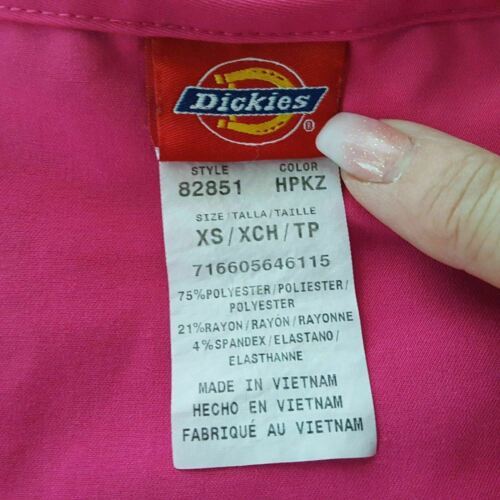 Dickies
®
STYLE COLOR
82851 HPKZ
SIZE/TALLA/TAILLE
XS/XCH/TP
716605646115
75%POLYESTER/POLIESTER/
POLYESTER
21%RAYON/RAYÓN/RAYONNE
4%SPANDEX/ELASTANO/
ELASTHANNE
MADE IN VIETNAM
HECHO EN VIETNAM
FABRIQUÉ AU VIETNAM